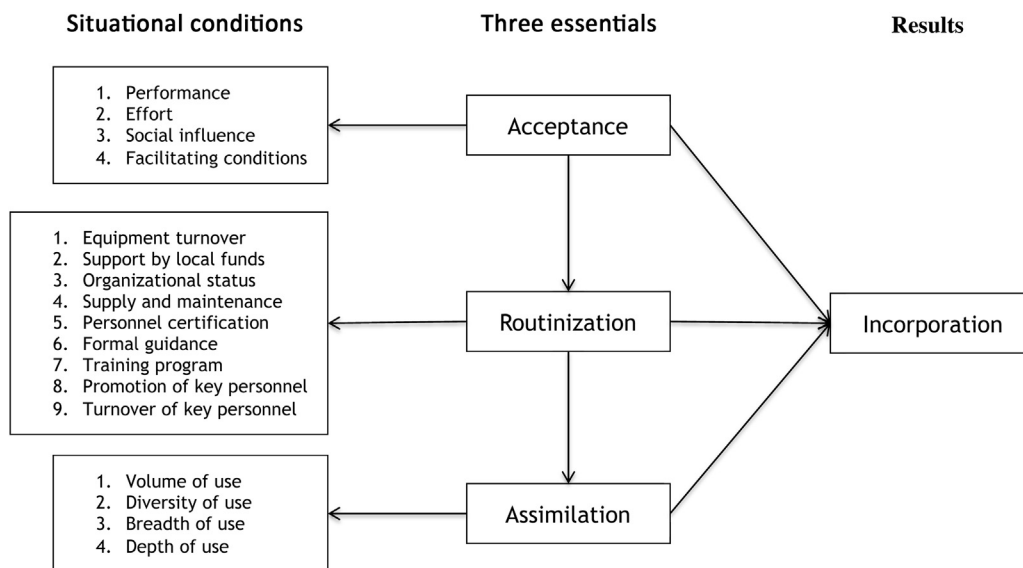 Situational conditions
Three essentials
Results
1. Performance
2. Effort
3. Social influence
4. Facilitating conditions
Acceptance
1. Equipment turnover
2. Support by local funds
3. Organizational status
4. Supply and maintenance
5. Personnel certification
6. Formal guidance
7. Training program
8. Promotion of key personnel
9. Turnover of key personnel
Routinization
Incorporation
1. Volume of use
2. Diversity of use
3. Breadth of use
4. Depth of use
Assimilation